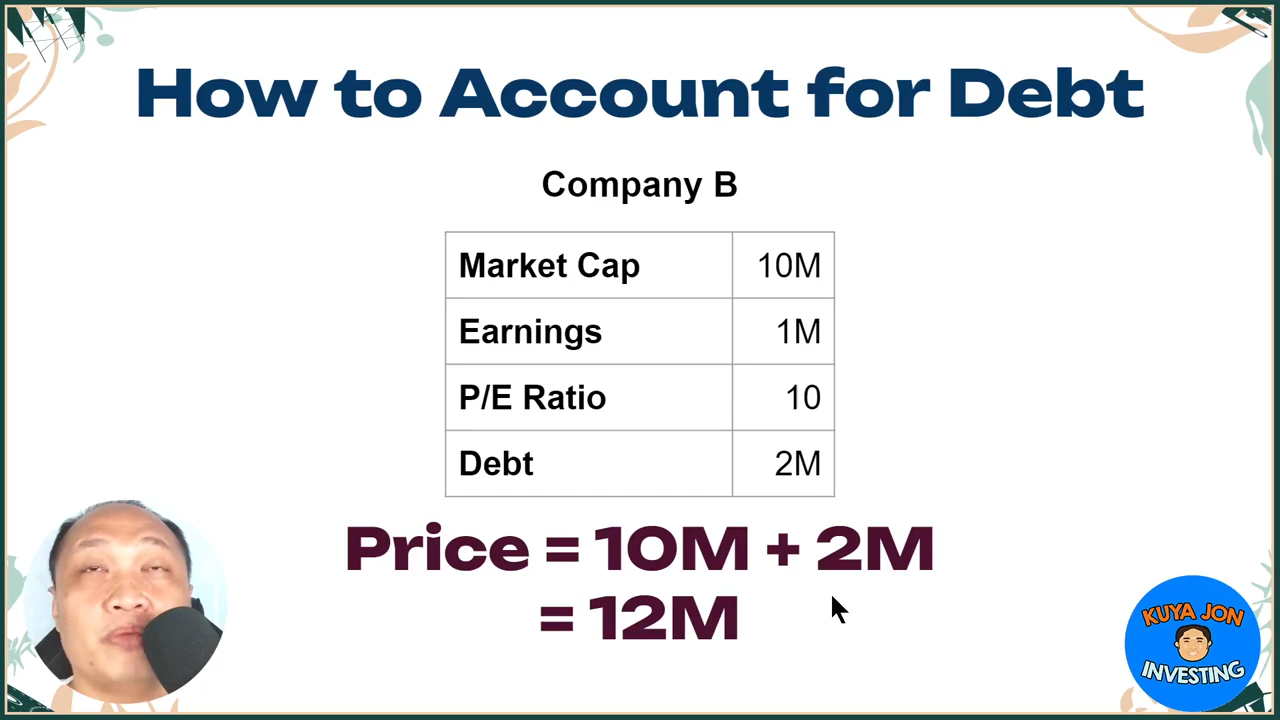 How to Account for Debt
Company B
Market Cap 10M
Earnings 1M
P/E Ratio 10
Debt 2M
Price = 10M + 2M
= 12M
KUYA JON
INVESTING